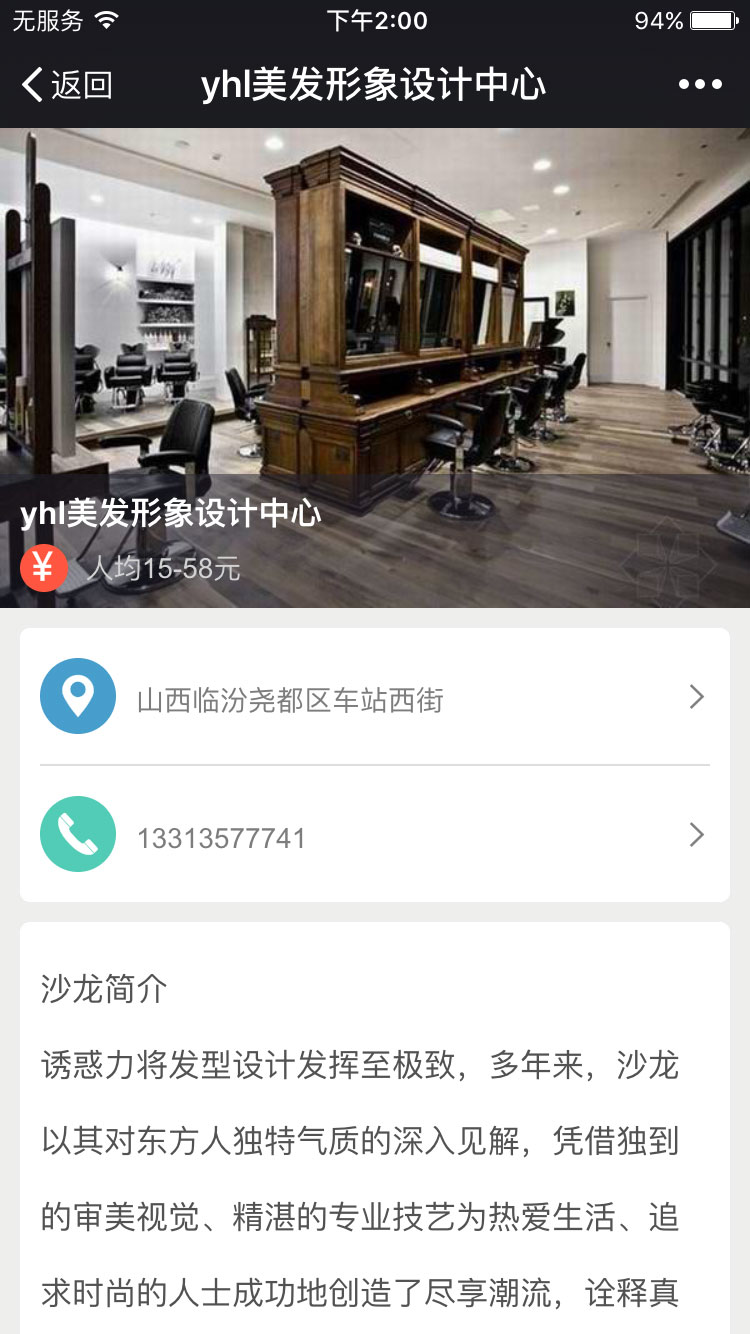 无服务
下午2:00
94%
返回
yhl美发形象设计中心
yhl美发形象设计中心
¥ 人均15-58元
山西临汾尧都区车站西街
13313577741
沙龙简介
诱惑力将发型设计发挥至极致，多年来，沙龙
以其对东方人独特气质的深入见解，凭借独到
的审美视觉、精湛的专业技艺为热爱生活、追
求时尚的人士成功地创造了尽享潮流，诠释真